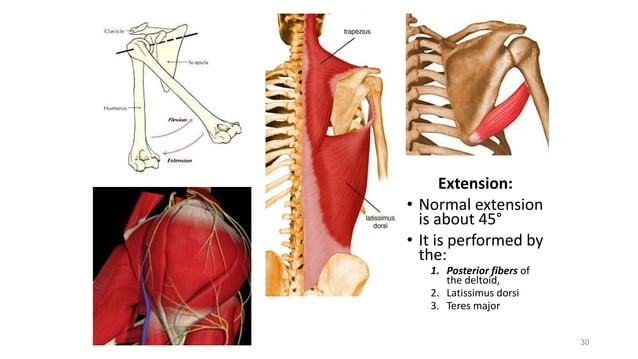 Clavicle
Scapula
Humerus
Flexion
Extension
trapezius
latissimus
dorsi
Extension:
• Normal extension
is about 45°
• It is performed by
the:
1. Posterior fibers of
the deltoid,
2. Latissimus dorsi
3. Teres major
30